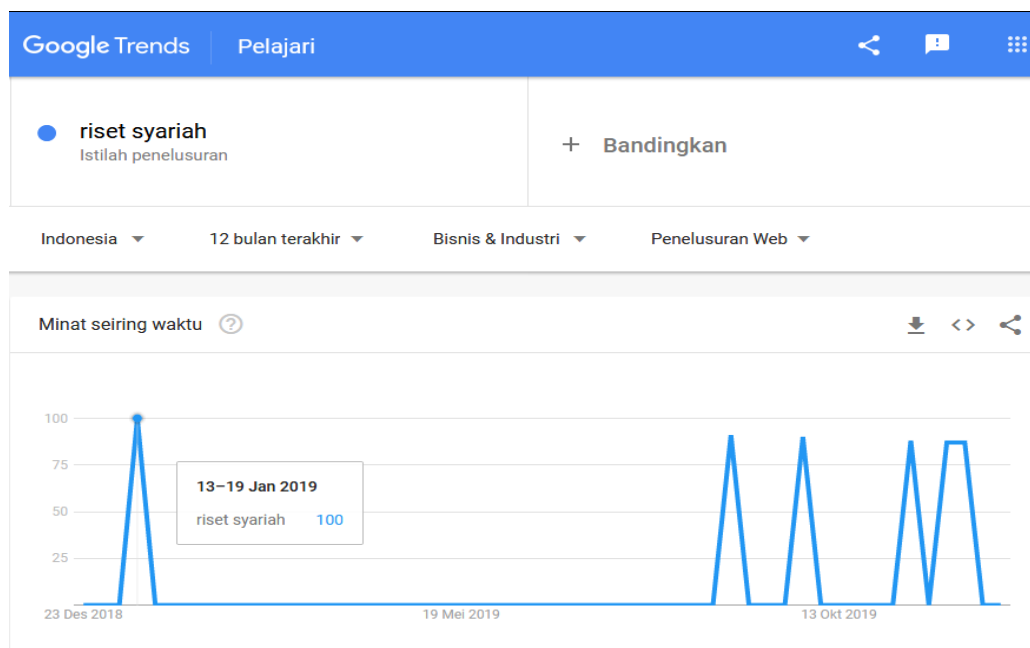 Google Trends Pelajari
riset syariah
Istilah penelusuran
+ Bandingkan
Indonesia 12 bulan terakhir Bisnis & Industri Penelusuran Web
Minat seiring waktu ?
100
75
50
25
13–19 Jan 2019
riset syariah 100
23 Des 2018 19 Mei 2019 13 Okt 2019